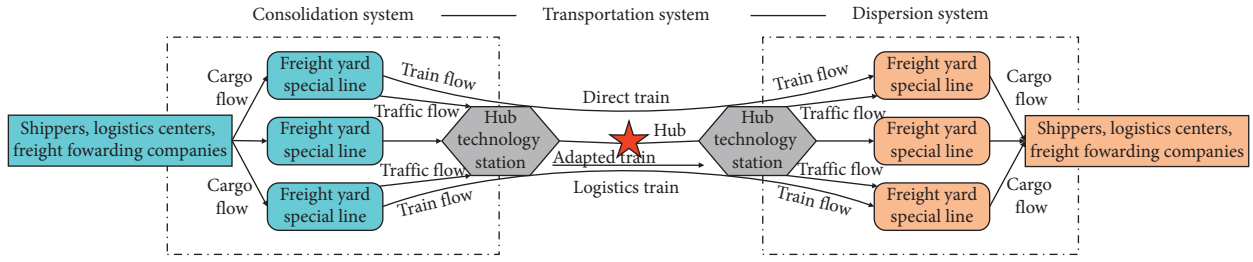 Consolidation system
Transportation system
Dispersion system
Shippers, logistics centers,
freight fowarding companies
Cargo
flow
Cargo
flow
Freight yard
special line
Freight yard
special line
Freight yard
special line
Train flow
Traffic flow
Traffic flow
Train flow
Hub
technology
station
Direct train
Hub
Adapted train
Logistics train
Hub
technology
station
Train flow
Traffic flow
Traffic flow
Train flow
Freight yard
special line
Freight yard
special line
Freight yard
special line
Cargo
flow
Cargo
flow
Shippers, logistics centers,
freight fowarding companies